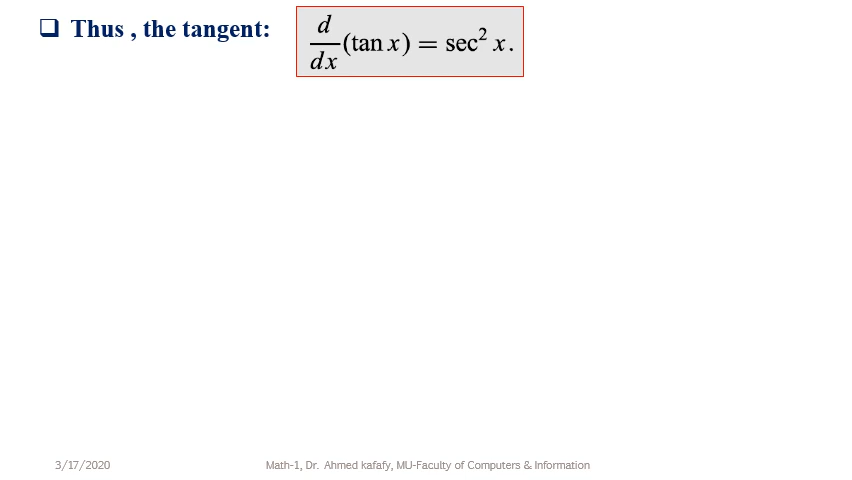 ❑ Thus , the tangent: d/dx (tan x) = sec² x.
3/17/2020 Math-1, Dr. Ahmed kafafy, MU-Faculty of Computers & Information